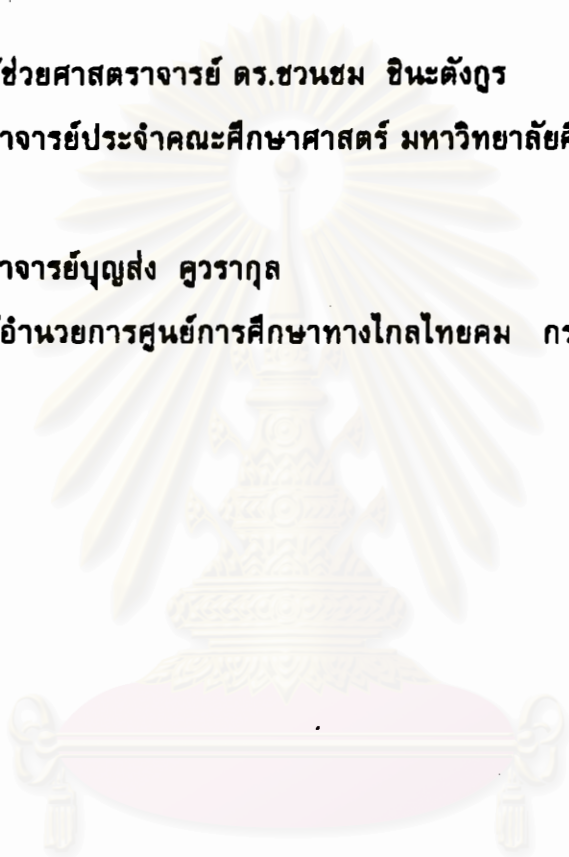 ช่วยศาสตราจารย์ ดร.ชวนชม ชินะตังกูร
าจารย์ประจำคณะศึกษาศาสตร์ มหาวิทยาลัยศิ
าจารย์บุญส่ง คูวรากุล
อำนวยการศูนย์การศึกษาทางไกลไทยคม กร